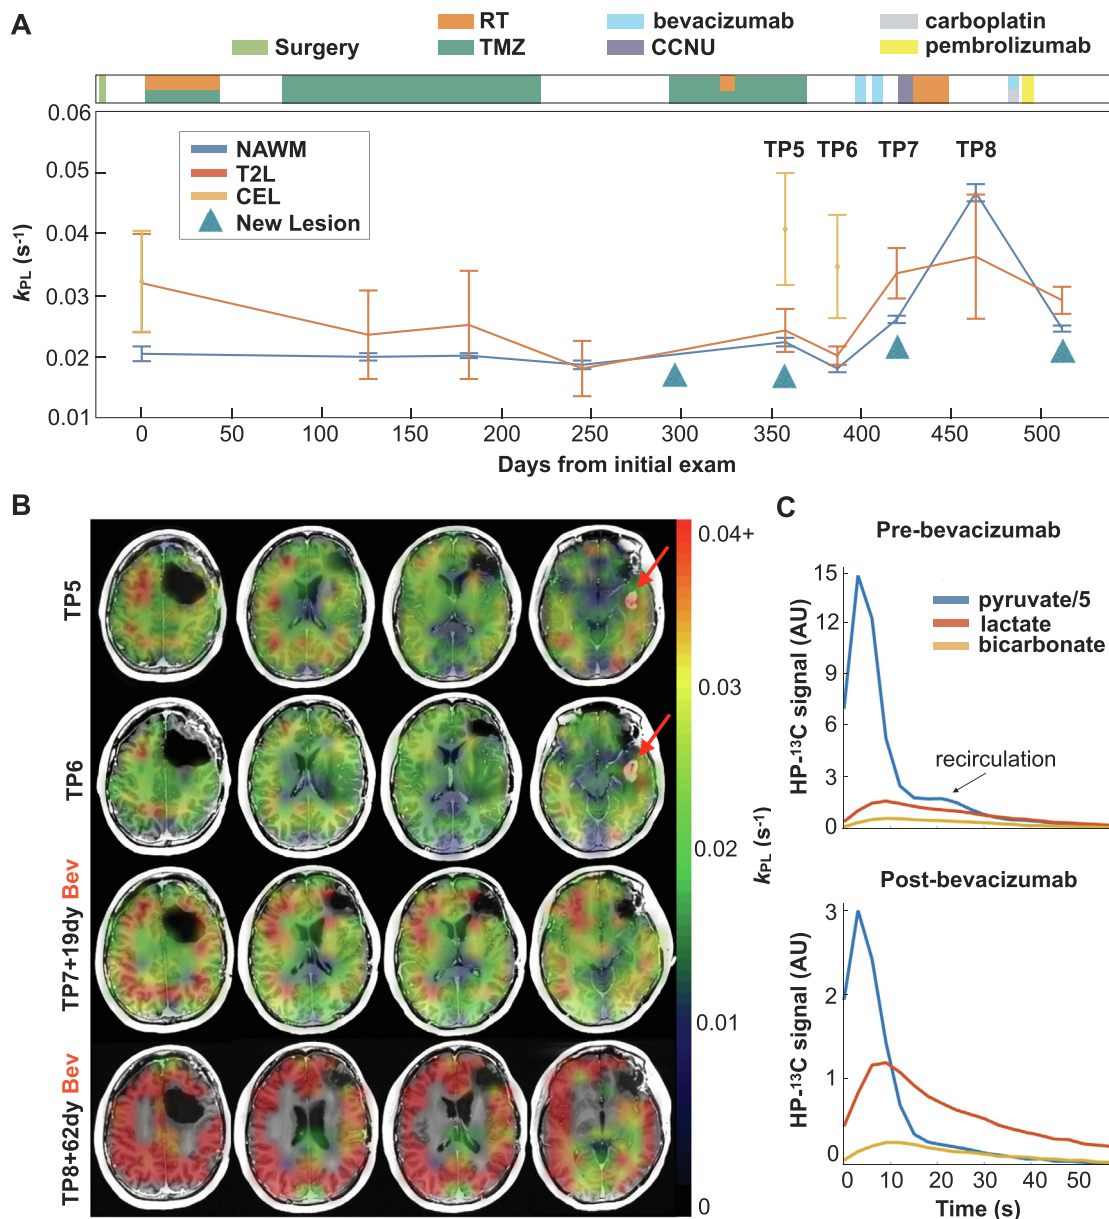 A
Surgery
RT
TMZ
bevacizumab
CCNU
carboplatin
pembrolizumab
0.06
0.05
0.04
0.03
0.02
0.01
kPL (s-1)
NAWM
T2L
CEL
New Lesion
TP5 TP6 TP7 TP8
0 50 100 150 200 250 300 350 400 450 500
Days from initial exam
B
TP5
TP6
TP7+19dy Bev
TP8+62dy Bev
0.04+
0.03
0.02
0.01
0
kPL (s-1)
C
Pre-bevacizumab
15
12
9
6
3
0
HP-13C signal (AU)
pyruvate/5
lactate
bicarbonate
recirculation
Post-bevacizumab
3
2
1
0
HP-13C signal (AU)
0 10 20 30 40 50
Time (s)